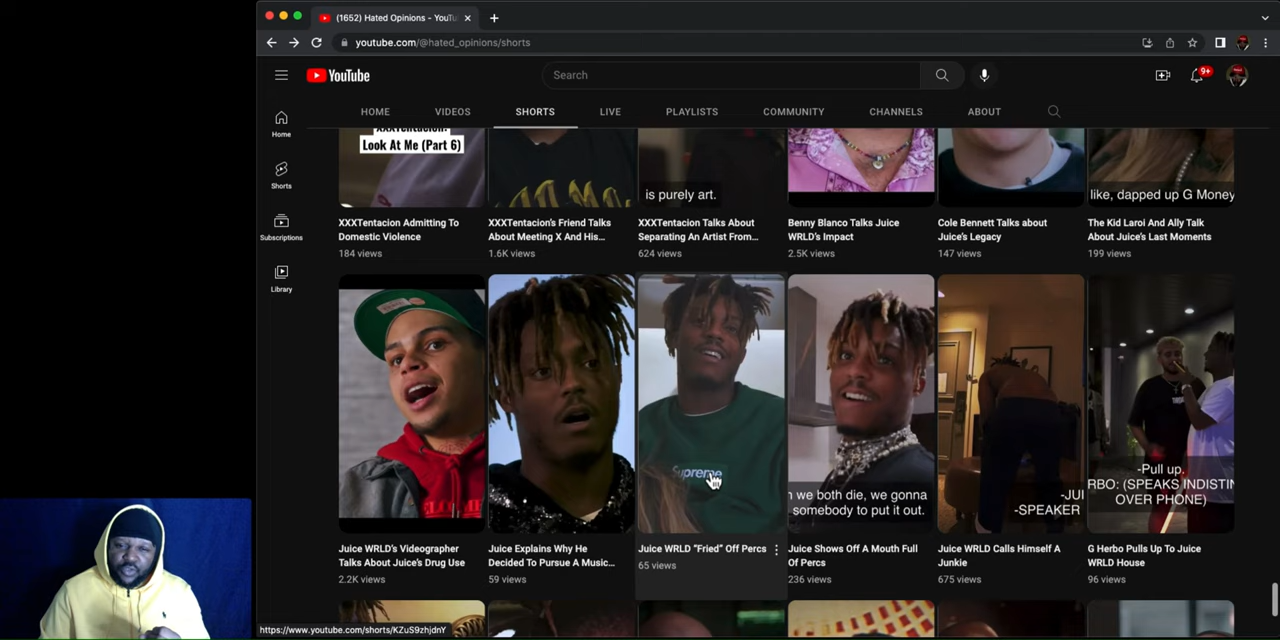 (1652) Hated Opinions - YouTu
youtube.com/@hated_opinions/shorts
YouTube
Search
9+
HOME
VIDEOS
SHORTS
LIVE
PLAYLISTS
COMMUNITY
CHANNELS
ABOUT
Home
Shorts
Subscriptions
Library
XXXTentacion:
Look At Me (Part 6)
is purely art.
like, dapped up G Money
XXXTentacion Admitting To
Domestic Violence
184 views
XXXTentacion's Friend Talks
About Meeting X And His...
1.6K views
XXXTentacion Talks About
Separating An Artist From...
624 views
Benny Blanco Talks Juice
WRLD's Impact
2.5K views
Cole Bennett Talks about
Juice's Legacy
147 views
The Kid Laroi And Ally Talk
About Juice's Last Moments
199 views
Supreme
n we both die, we gonna
somebody to put it out.
-JUI
-SPEAKER
-Pull up.
RBO: (SPEAKS INDISTIN
OVER PHONE)
Juice WRLD's Videographer
Talks About Juice's Drug Use
2.2K views
Juice Explains Why He
Decided To Pursue A Music...
59 views
Juice WRLD "Fried" Off Percs
65 views
Juice Shows Off A Mouth Full
Of Percs
236 views
Juice WRLD Calls Himself A
Junkie
675 views
G Herbo Pulls Up To Juice
WRLD House
96 views
https://www.youtube.com/shorts/KZuS9zhjdnY